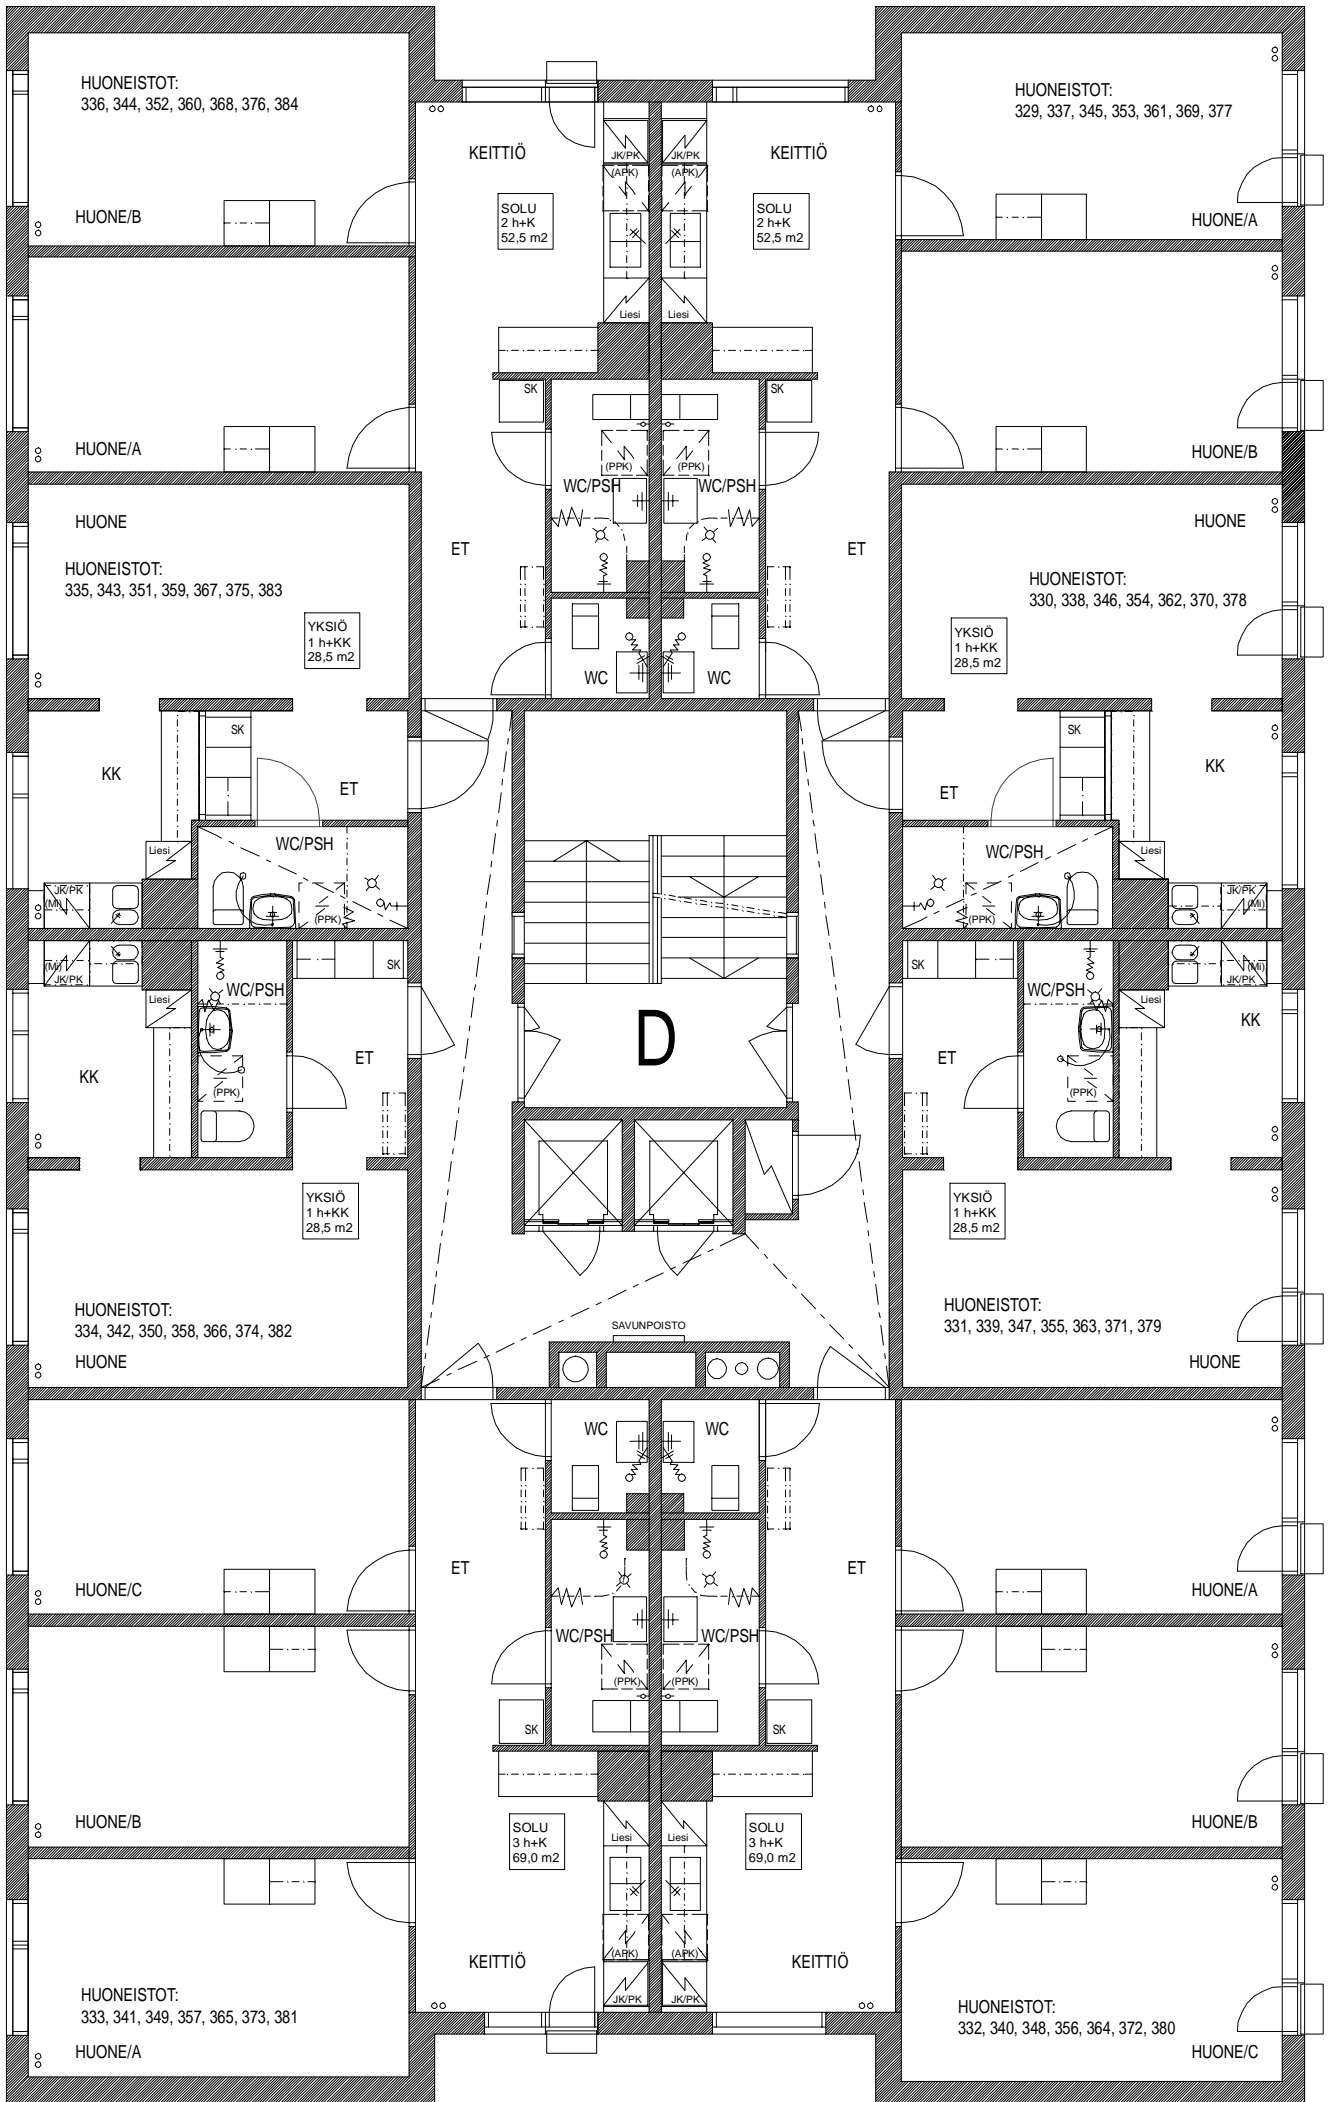 HUONEISTOT:
336, 344, 352, 360, 368, 376, 384
HUONE/B
KEITTIÖ
JK/PK
(APK)
SOLU
2 h+K
52,5 m2
Liesi
KEITTIÖ
JK/PK
(APK)
SOLU
2 h+K
52,5 m2
Liesi
HUONEISTOT:
329, 337, 345, 353, 361, 369, 377
HUONE/A
HUONE/A
SK
(PPK)
WC/PSH
ET
WC
SK
(PPK)
WC/PSH
ET
WC
HUONE/B
HUONE
HUONEISTOT:
335, 343, 351, 359, 367, 375, 383
YKSIÖ
1 h+KK
28,5 m2
HUONE
HUONEISTOT:
330, 338, 346, 354, 362, 370, 378
YKSIÖ
1 h+KK
28,5 m2
SK
KK
ET
WC/PSH
Liesi
JK/PK
(Mi)
(PPK)
SK
KK
ET
WC/PSH
Liesi
JK/PK
(Mi)
(PPK)
(Mi)
JK/PK
SK
WC/PSH
Liesi
KK
ET
(PPK)
D
SK
(Mi)
JK/PK
WC/PSH
Liesi
KK
ET
(PPK)
YKSIÖ
1 h+KK
28,5 m2
HUONEISTOT:
334, 342, 350, 358, 366, 374, 382
HUONE
SAVUNPOISTO
YKSIÖ
1 h+KK
28,5 m2
HUONEISTOT:
331, 339, 347, 355, 363, 371, 379
HUONE
WC
WC
ET
ET
HUONE/C
HUONE/A
WC/PSH
WC/PSH
(PPK)
(PPK)
SK
SK
HUONE/B
HUONE/B
SOLU
3 h+K
69,0 m2
Liesi
Liesi
SOLU
3 h+K
69,0 m2
(APK)
(APK)
KEITTIÖ
KEITTIÖ
JK/PK
JK/PK
HUONEISTOT:
333, 341, 349, 357, 365, 373, 381
HUONE/A
HUONEISTOT:
332, 340, 348, 356, 364, 372, 380
HUONE/C